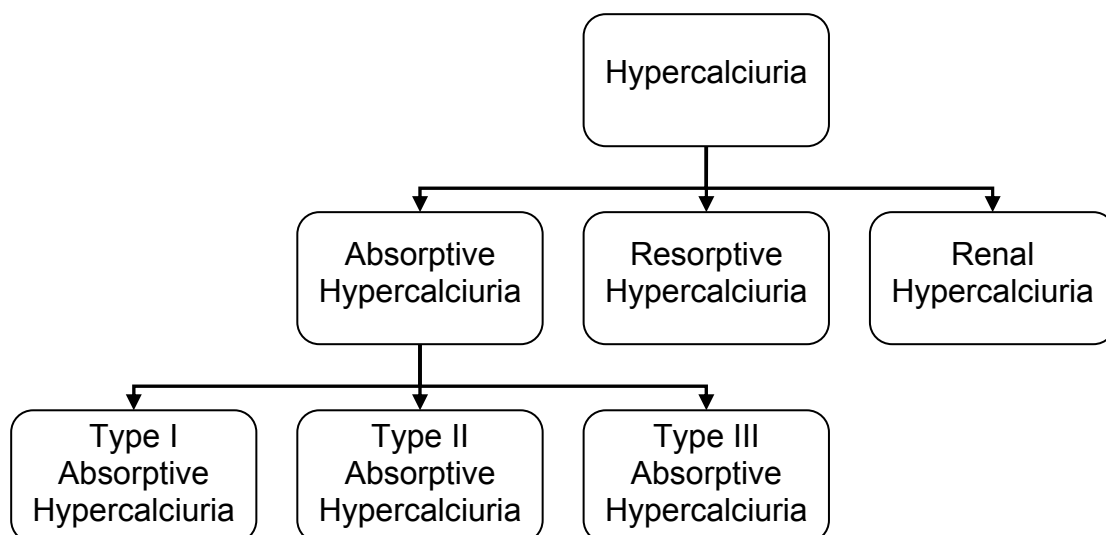 Hypercalciuria
Absorptive
Hypercalciuria
Resorptive
Hypercalciuria
Renal
Hypercalciuria
Type I
Absorptive
Hypercalciuria
Type II
Absorptive
Hypercalciuria
Type III
Absorptive
Hypercalciuria